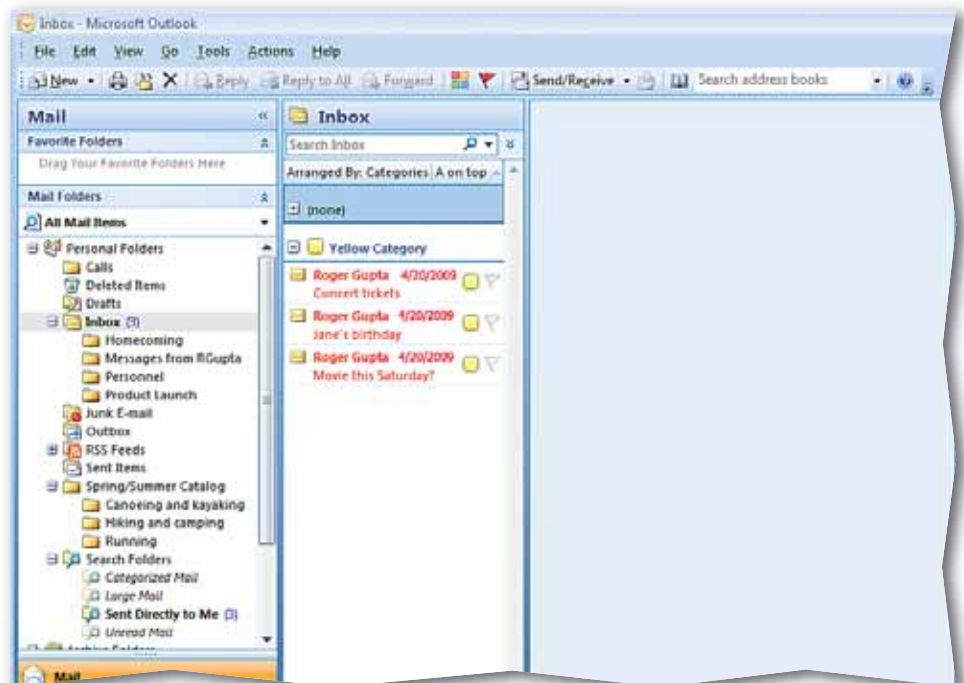 Inbox - Microsoft Outlook
File Edit View Go Tools Actions Help
New Reply Reply to All Forward Send/Receive Search address books
Mail
Favorite Folders
Drag Your Favorite Folders Here
Mail Folders
All Mail Items
Personal Folders
Calls
Deleted Items
Drafts
Inbox (3)
Homecoming
Messages from RGupta
Personnel
Product Launch
Junk E-mail
Outbox
RSS Feeds
Sent Items
Spring/Summer Catalog
Canoeing and kayaking
Hiking and camping
Running
Search Folders
Categorized Mail
Large Mail
Sent Directly to Me (3)
Unread Mail
Archive Folders
Mail
Inbox
Search Inbox
Arranged By: Categories A on top
(none)
Yellow Category
Roger Gupta 4/20/2009
Concert tickets
Roger Gupta 4/20/2009
Jane's birthday
Roger Gupta 4/20/2009
Movie this Saturday?